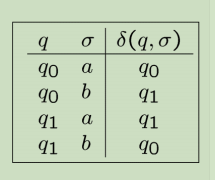 q σ δ(q, σ)
q₀ a q₀
q₀ b q₁
q₁ a q₁
q₁ b q₀